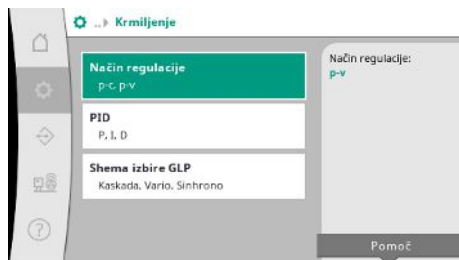 ..▸ Krmiljenje
Način regulacije
p-c, p-v
PID
P, I, D
Shema izbire GLP
Kaskada, Vario, Sinhrono
Način regulacije:
p-v
Pomoč